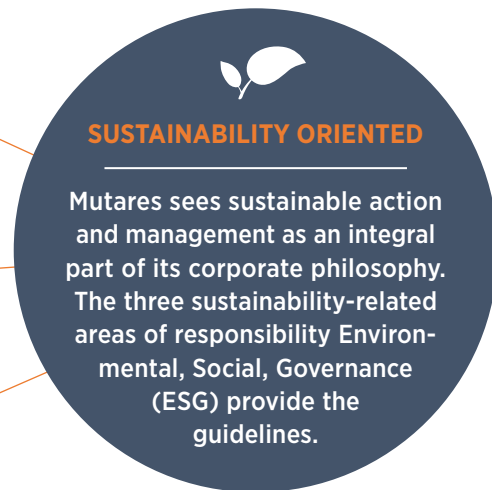 SUSTAINABILITY ORIENTED
Mutares sees sustainable action
and management as an integral
part of its corporate philosophy.
The three sustainability-related
areas of responsibility Environ-
mental, Social, Governance
(ESG) provide the
guidelines.